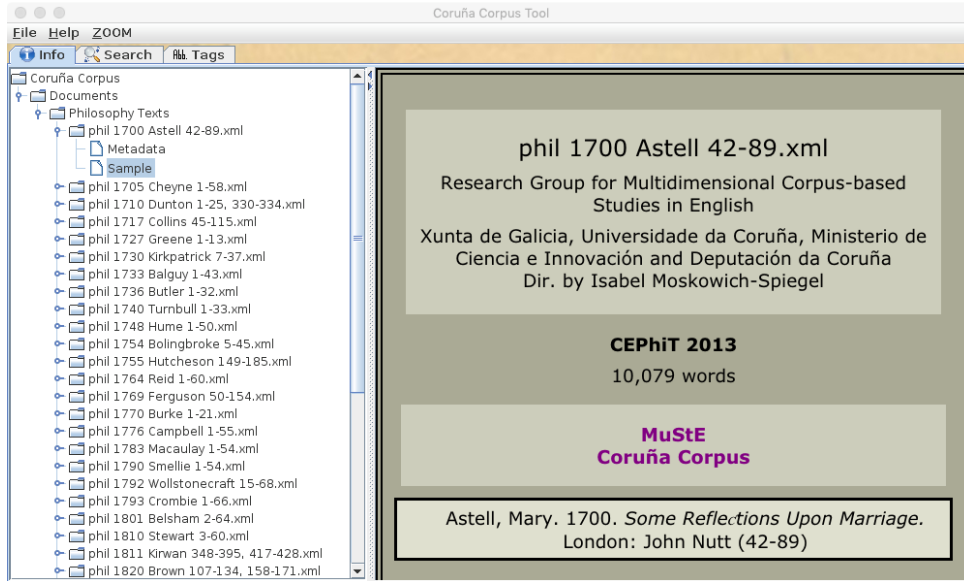 Coruña Corpus Tool
File Help ZOOM
Info Search Abb. Tags
Coruña Corpus
Documents
Philosophy Texts
phil 1700 Astell 42-89.xml
Metadata
Sample
phil 1705 Cheyne 1-58.xml
phil 1710 Dunton 1-25, 330-334.xml
phil 1717 Collins 45-115.xml
phil 1727 Greene 1-13.xml
phil 1730 Kirkpatrick 7-37.xml
phil 1733 Balguy 1-43.xml
phil 1736 Butler 1-32.xml
phil 1740 Turnbull 1-33.xml
phil 1748 Hume 1-50.xml
phil 1754 Bolingbroke 5-45.xml
phil 1755 Hutcheson 149-185.xml
phil 1764 Reid 1-60.xml
phil 1769 Ferguson 50-154.xml
phil 1770 Burke 1-21.xml
phil 1776 Campbell 1-55.xml
phil 1783 Macaulay 1-54.xml
phil 1790 Smellie 1-54.xml
phil 1792 Wollstonecraft 15-68.xml
phil 1793 Crombie 1-66.xml
phil 1801 Belsham 2-64.xml
phil 1810 Stewart 3-60.xml
phil 1811 Kirwan 348-395, 417-428.xml
phil 1820 Brown 107-134, 158-171.xml
phil 1700 Astell 42-89.xml
Research Group for Multidimensional Corpus-based
Studies in English
Xunta de Galicia, Universidade da Coruña, Ministerio de
Ciencia e Innovación and Deputación da Coruña
Dir. by Isabel Moskowich-Spiegel
CEPhiT 2013
10,079 words
MuStE
Coruña Corpus
Astell, Mary. 1700. Some Reflections Upon Marriage.
London: John Nutt (42-89)